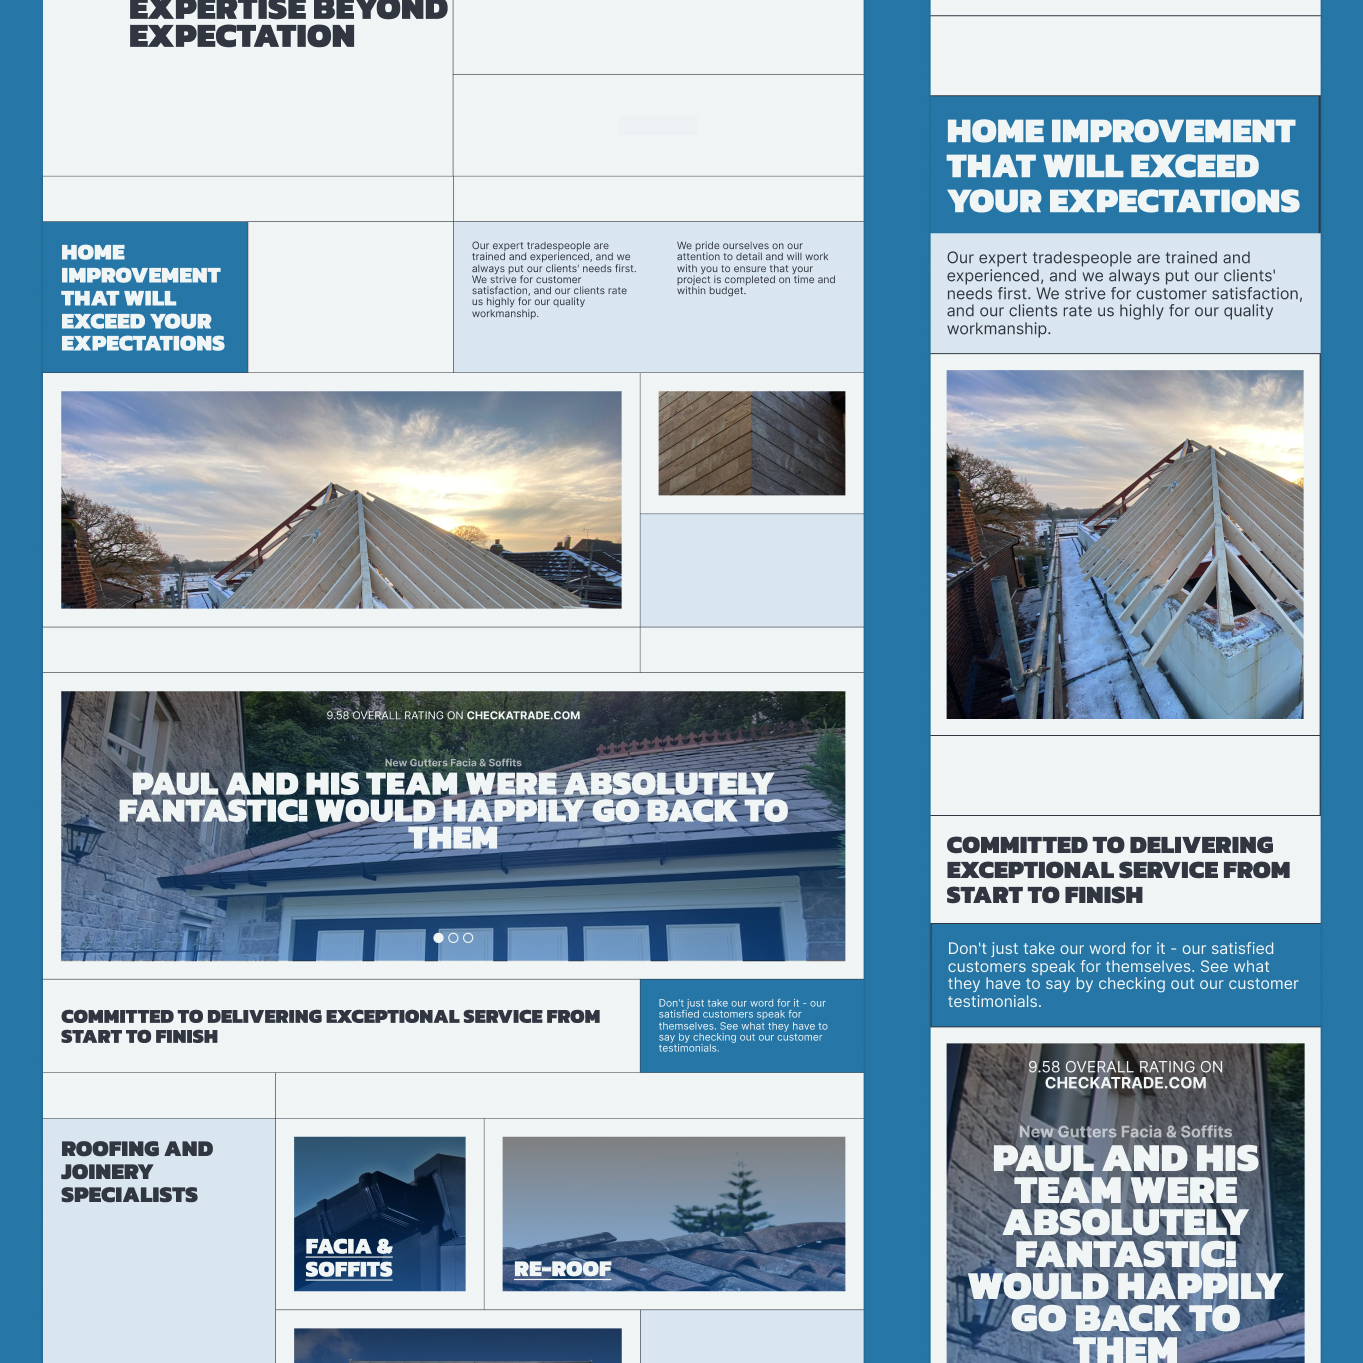 EXPERTISE BEYOND
EXPECTATION
HOME
IMPROVEMENT
THAT WILL
EXCEED YOUR
EXPECTATIONS
Our expert tradespeople are
trained and experienced, and we
always put our clients' needs first.
We strive for customer
satisfaction, and our clients rate
us highly for our quality
workmanship.
We pride ourselves on our
attention to detail and will work
with you to ensure that your
project is completed on time and
within budget.
9.58 OVERALL RATING ON CHECKATRADE.COM
New Gutters Facia & Soffits
PAUL AND HIS TEAM WERE ABSOLUTELY
FANTASTIC! WOULD HAPPILY GO BACK TO
THEM
COMMITTED TO DELIVERING EXCEPTIONAL SERVICE FROM
START TO FINISH
Don't just take our word for it - our
satisfied customers speak for
themselves. See what they have to
say by checking out our customer
testimonials.
ROOFING AND
JOINERY
SPECIALISTS
FACIA &
SOFFITS
RE-ROOF
HOME IMPROVEMENT
THAT WILL EXCEED
YOUR EXPECTATIONS
Our expert tradespeople are trained and
experienced, and we always put our clients'
needs first. We strive for customer satisfaction,
and our clients rate us highly for our quality
workmanship.
COMMITTED TO DELIVERING
EXCEPTIONAL SERVICE FROM
START TO FINISH
Don't just take our word for it - our satisfied
customers speak for themselves. See what
they have to say by checking out our customer
testimonials.
9.58 OVERALL RATING ON
CHECKATRADE.COM
New Gutters Facia & Soffits
PAUL AND HIS
TEAM WERE
ABSOLUTELY
FANTASTIC!
WOULD HAPPILY
GO BACK TO
THEM